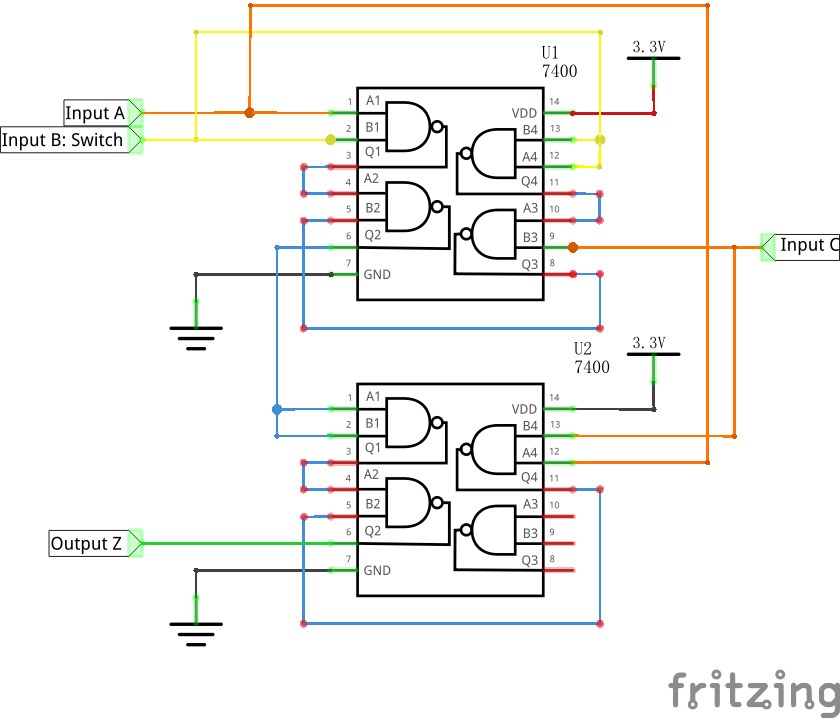 U1
7400
3.3V
Input A
Input B: Switch
1
A1
14
VDD
2
B1
13
B4
3
Q1
12
A4
4
A2
11
Q4
5
B2
10
A3
6
Q2
9
B3
7
GND
8
Q3
Input C
U2
7400
3.3V
1
A1
14
VDD
2
B1
13
B4
3
Q1
12
A4
4
A2
11
Q4
5
B2
10
A3
6
Q2
9
B3
7
GND
8
Q3
Output Z
fritzing